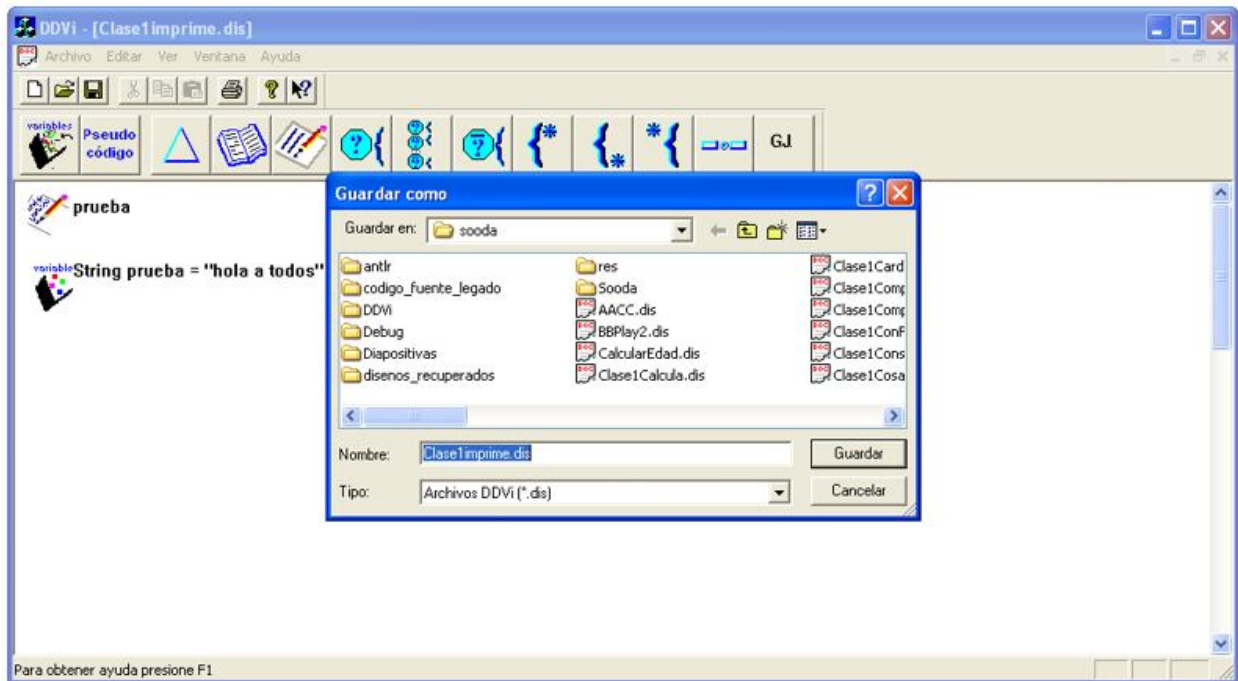 DDVi - [Clase1imprime.dis]
Archivo Editar Ver Ventana Ayuda
variables
Pseudo
código
G.J.
prueba
variable String prueba = "hola a todos"
Guardar como
Guardar en: sooda
antlr
codigo_fuente_legado
DDVi
Debug
Diapositivas
disenos_recuperados
res
Sooda
AACC.dis
BBPlay2.dis
CalcularEdad.dis
Clase1Calcula.dis
Clase1Card
Clase1Comp
Clase1Comp
Clase1ConF
Clase1Cons
Clase1Cosa
Nombre: Clase1imprime.dis Guardar
Tipo: Archivos DDVi (*.dis) Cancelar
Para obtener ayuda presione F1